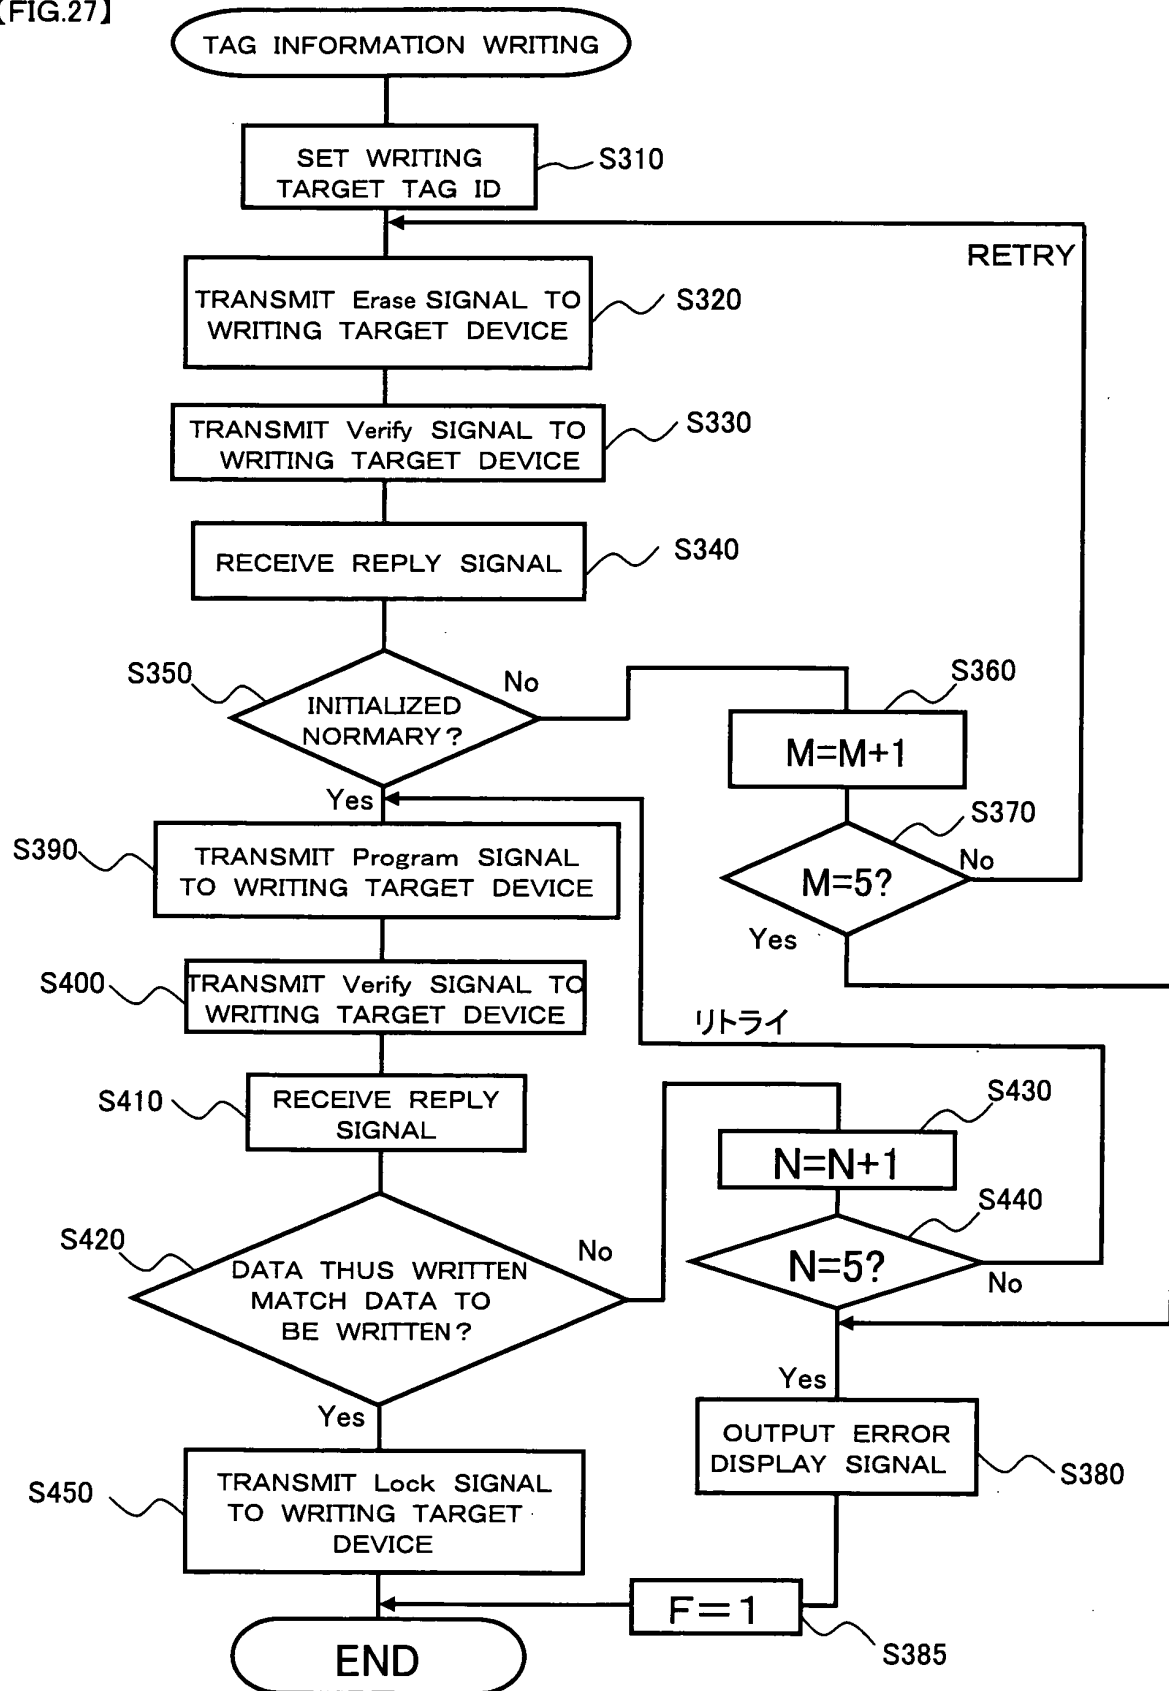 【FIG.27】
TAG INFORMATION WRITING
SET WRITING
TARGET TAG ID
S310
RETRY
TRANSMIT Erase SIGNAL TO
WRITING TARGET DEVICE
S320
TRANSMIT Verify SIGNAL TO
WRITING TARGET DEVICE
S330
RECEIVE REPLY SIGNAL
S340
S350
INITIALIZED
NORMARY?
No
Yes
S360
M=M+1
S370
M=5?
No
Yes
S390
TRANSMIT Program SIGNAL
TO WRITING TARGET DEVICE
S400
TRANSMIT Verify SIGNAL TO
WRITING TARGET DEVICE
リトライ
S410
RECEIVE REPLY
SIGNAL
S420
DATA THUS WRITTEN
MATCH DATA TO
BE WRITTEN?
No
Yes
S430
N=N+1
S440
N=5?
No
Yes
OUTPUT ERROR
DISPLAY SIGNAL
S380
S450
TRANSMIT Lock SIGNAL
TO WRITING TARGET
DEVICE
F=1
S385
END